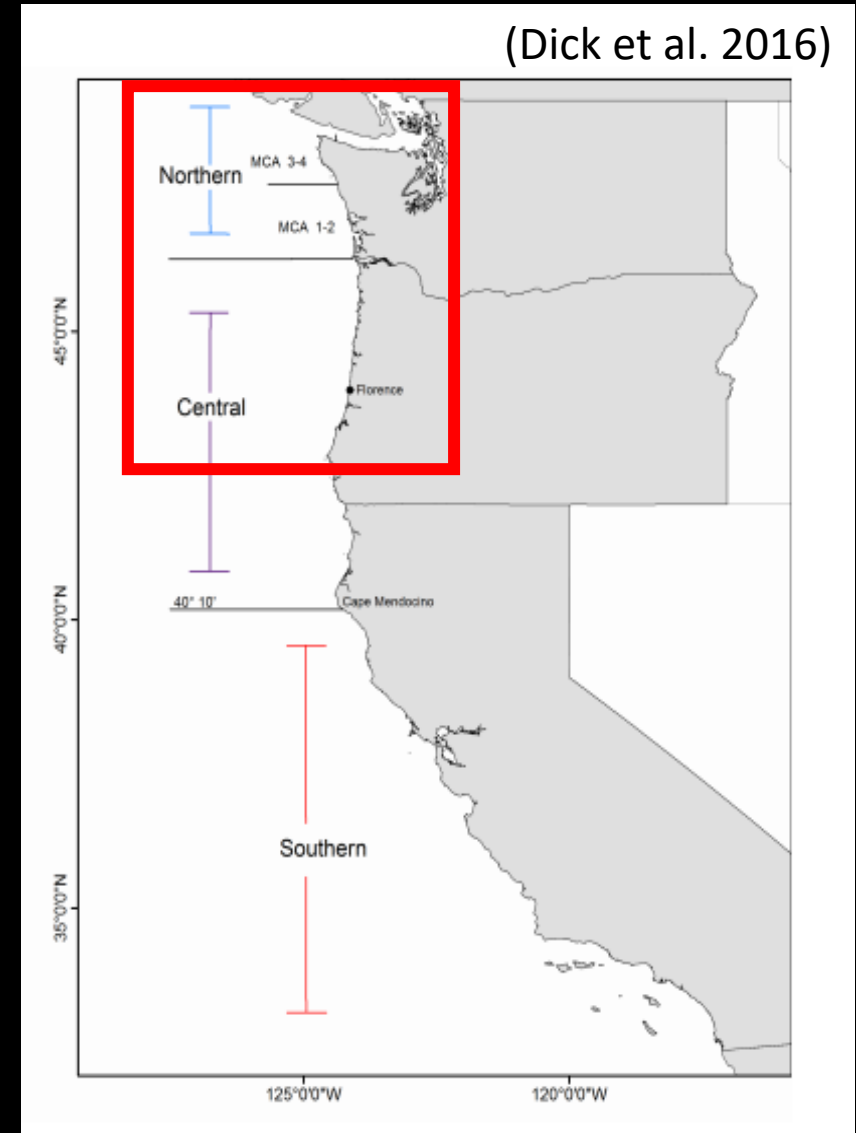 (Dick et al. 2016)
MCA 3-4
Northern
MCA 1-2
45°0'0"N
Florence
Central
40° 10'
Cape Mendocino
40°0'0"N
Southern
35°0'0"N
125°0'0"W
120°0'0"W